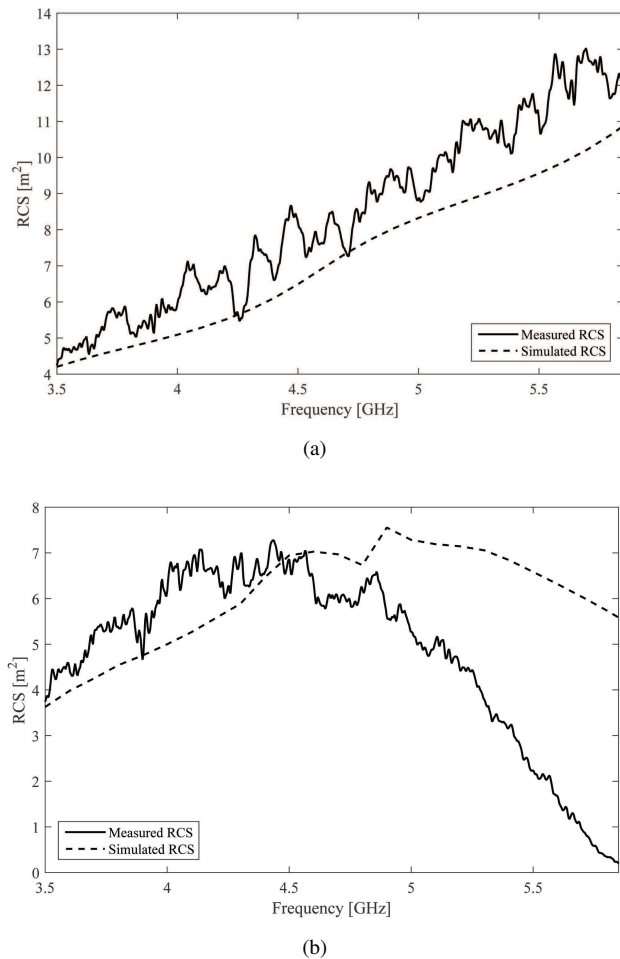 13
12
11
10
9
8
7
6
5
4
RCS [m²]
Measured RCS
Simulated RCS
3.5 4 4.5 5 5.5
Frequency [GHz]
(a)
8
7
6
5
4
3
2
1
0
RCS [m²]
Measured RCS
Simulated RCS
3.5 4 4.5 5 5.5
Frequency [GHz]
(b)